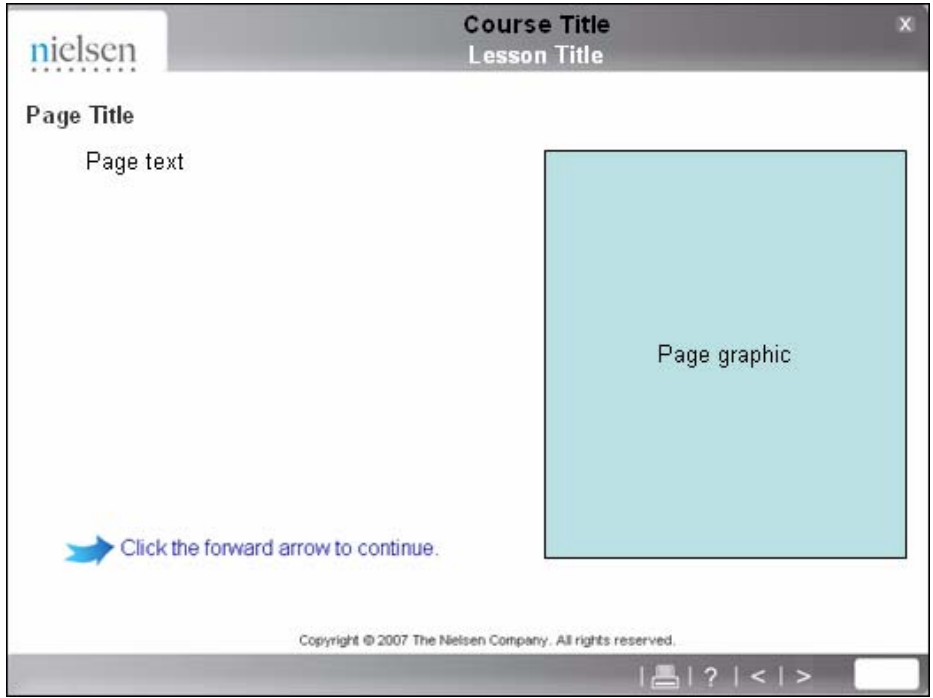 Course Title
X
nielsen
Lesson Title
Page Title
Page text
Page graphic
Click the forward arrow to continue.
Copyright © 2007 The Nielsen Company. All rights reserved.
| | ? | < | >